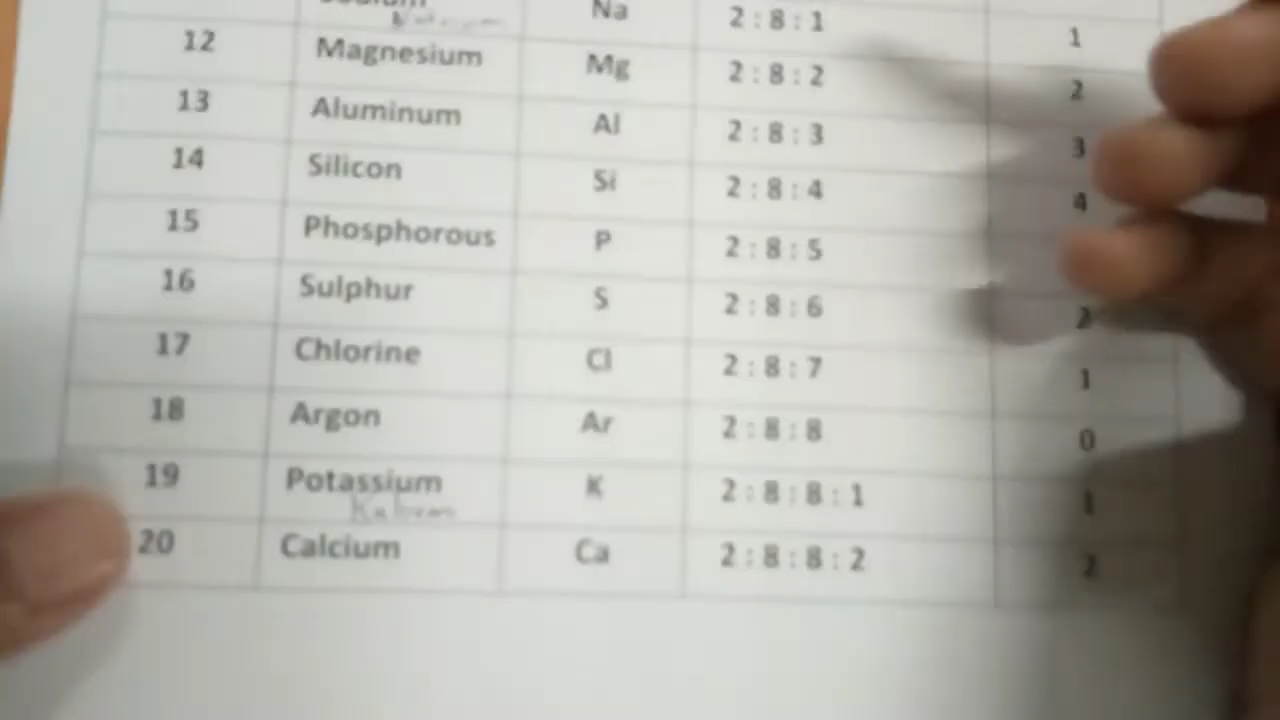 Na 2 : 8 : 1 1
12 Magnesium Mg 2 : 8 : 2 2
13 Aluminum Al 2 : 8 : 3 3
14 Silicon Si 2 : 8 : 4 4
15 Phosphorous P 2 : 8 : 5
16 Sulphur S 2 : 8 : 6 2
17 Chlorine Cl 2 : 8 : 7 1
18 Argon Ar 2 : 8 : 8 0
19 Potassium K 2 : 8 : 8 : 1 1
20 Calcium Ca 2 : 8 : 8 : 2 2